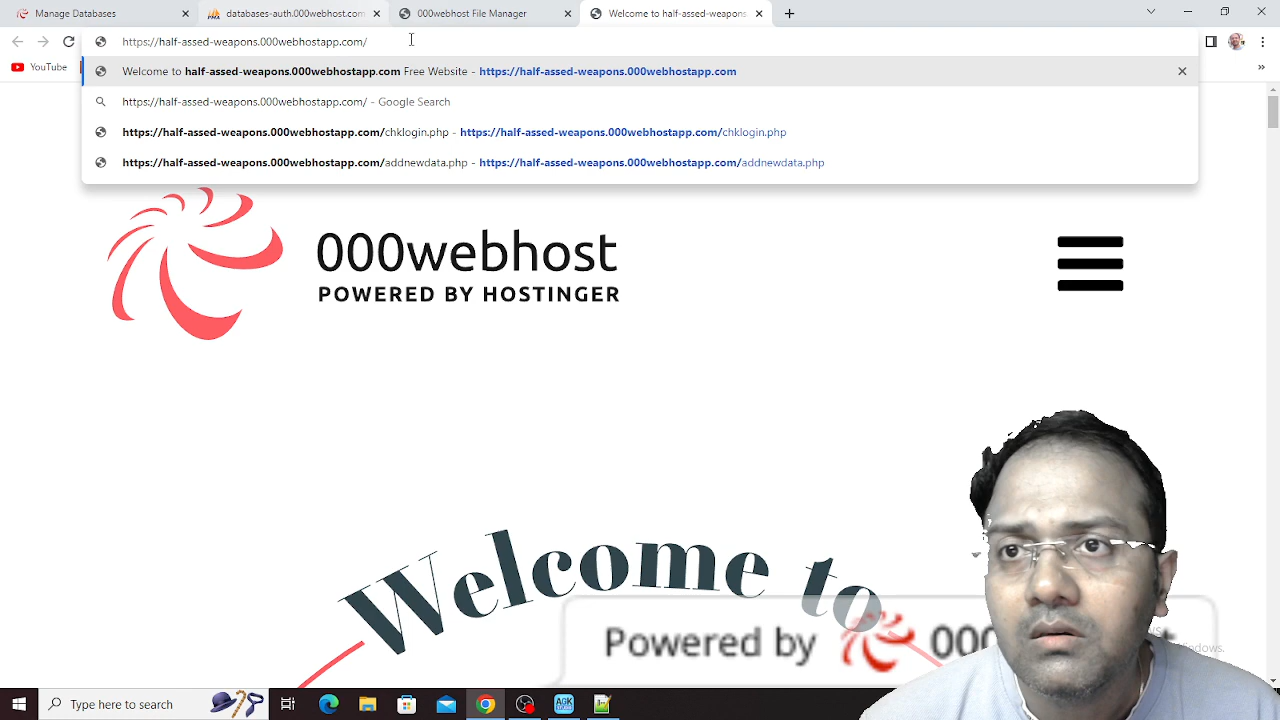 Manage Databases
databases-auth.000webhost.com
000webhost File Manager
Welcome to half-assed-weapons
https://half-assed-weapons.000webhostapp.com/
YouTube
Welcome to half-assed-weapons.000webhostapp.com Free Website - https://half-assed-weapons.000webhostapp.com
https://half-assed-weapons.000webhostapp.com/ - Google Search
https://half-assed-weapons.000webhostapp.com/chklogin.php - https://half-assed-weapons.000webhostapp.com/chklogin.php
https://half-assed-weapons.000webhostapp.com/addnewdata.php - https://half-assed-weapons.000webhostapp.com/addnewdata.php
000webhost
POWERED BY HOSTINGER
Welcome to
Powered by
Type here to search